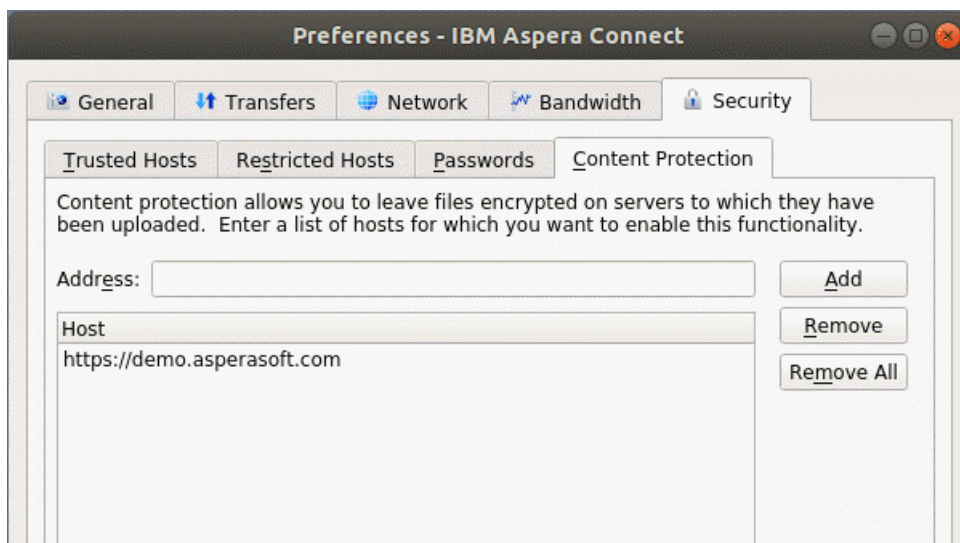 Preferences - IBM Aspera Connect
General Transfers Network Bandwidth Security
Trusted Hosts Restricted Hosts Passwords Content Protection
Content protection allows you to leave files encrypted on servers to which they have
been uploaded. Enter a list of hosts for which you want to enable this functionality.
Address: Add
Host Remove
https://demo.asperasoft.com
Remove All